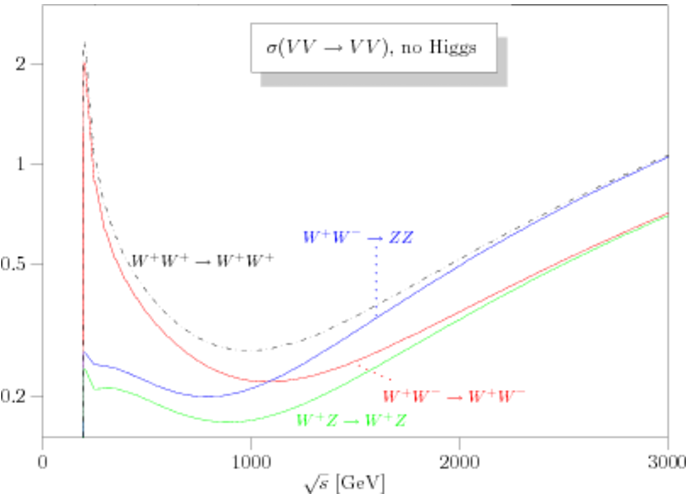 σ(VV → VV), no Higgs
2
1
0.5
0.2
W⁺W⁻ → ZZ
W⁺W⁺ → W⁺W⁺
W⁺W⁻ → W⁺W⁻
W⁺Z → W⁺Z
0 1000 2000 3000
√s [GeV]